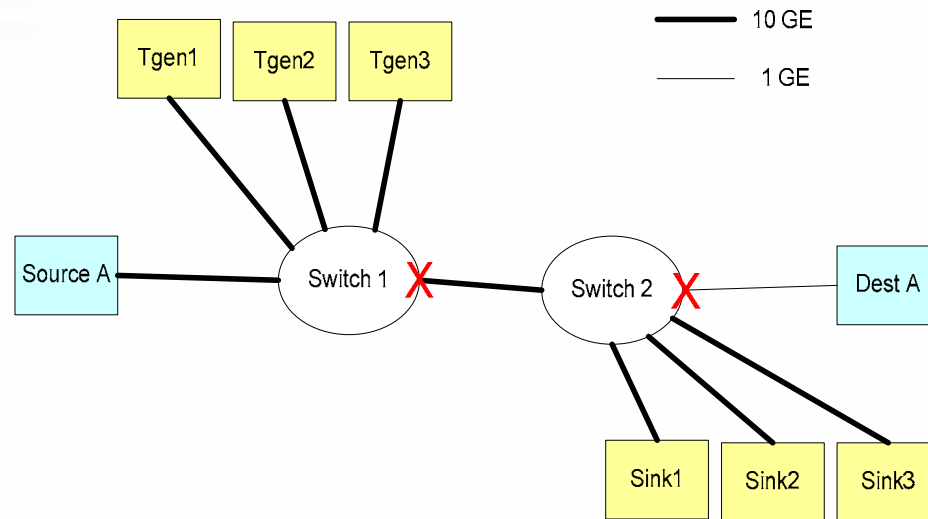 10 GE
Tgen1
Tgen2
Tgen3
1 GE
Source A
Switch 1
X
Switch 2
X
Dest A
Sink1
Sink2
Sink3